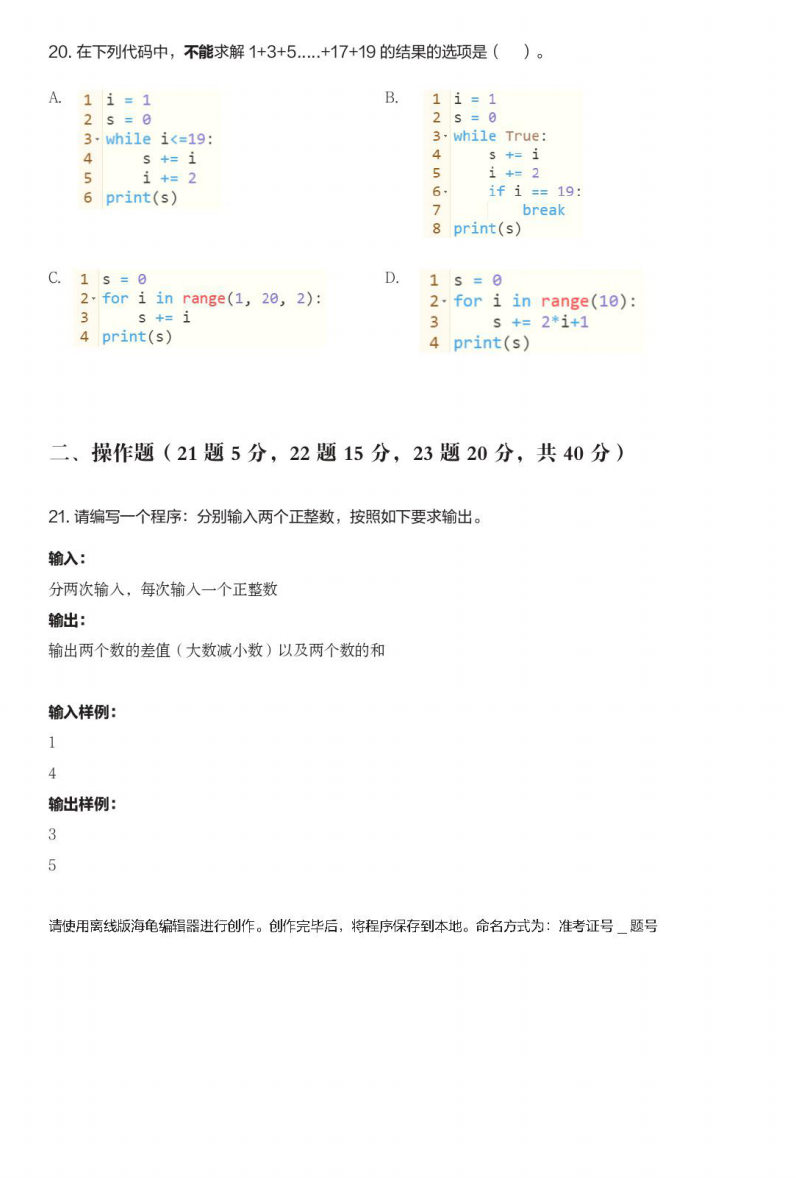 20. 在下列代码中，不能求解 1+3+5.....+17+19 的结果的选项是（　）。
A.
1 i = 1
2 s = 0
3 while i<=19:
4     s += i
5     i += 2
6 print(s)
B.
1 i = 1
2 s = 0
3 while True:
4     s += i
5     i += 2
6     if i == 19:
7         break
8 print(s)
C.
1 s = 0
2 for i in range(1, 20, 2):
3     s += i
4 print(s)
D.
1 s = 0
2 for i in range(10):
3     s += 2*i+1
4 print(s)
二、操作题（21 题 5 分，22 题 15 分，23 题 20 分，共 40 分）
21. 请编写一个程序：分别输入两个正整数，按照如下要求输出。
输入：
分两次输入，每次输入一个正整数
输出：
输出两个数的差值（大数减小数）以及两个数的和
输入样例：
1
4
输出样例：
3
5
请使用离线版海龟编辑器进行创作。创作完毕后，将程序保存到本地。命名方式为：准考证号 _ 题号